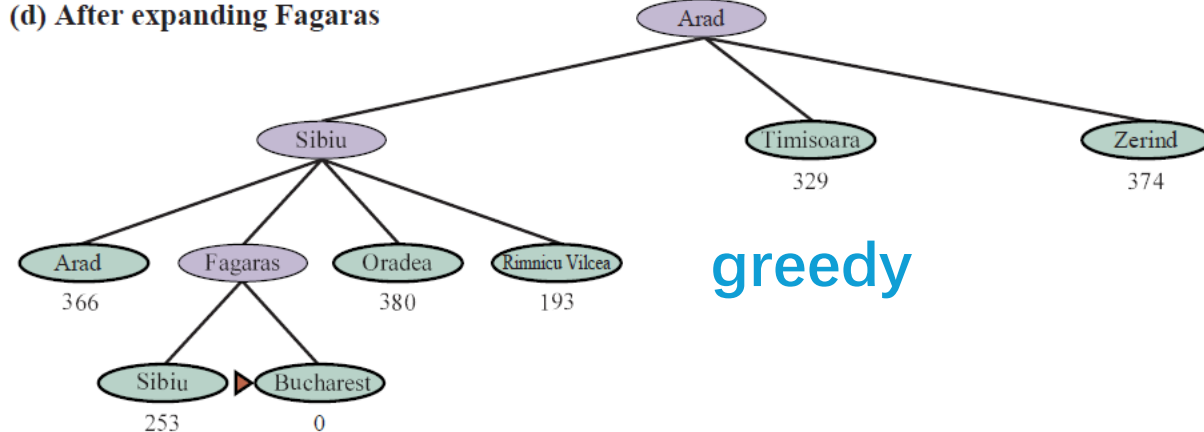 (d) After expanding Fagaras
Arad
Sibiu
Timisoara
Zerind
329
374
Arad
Fagaras
Oradea
Rimnicu Vilcea
greedy
366
380
193
Sibiu
Bucharest
253
0